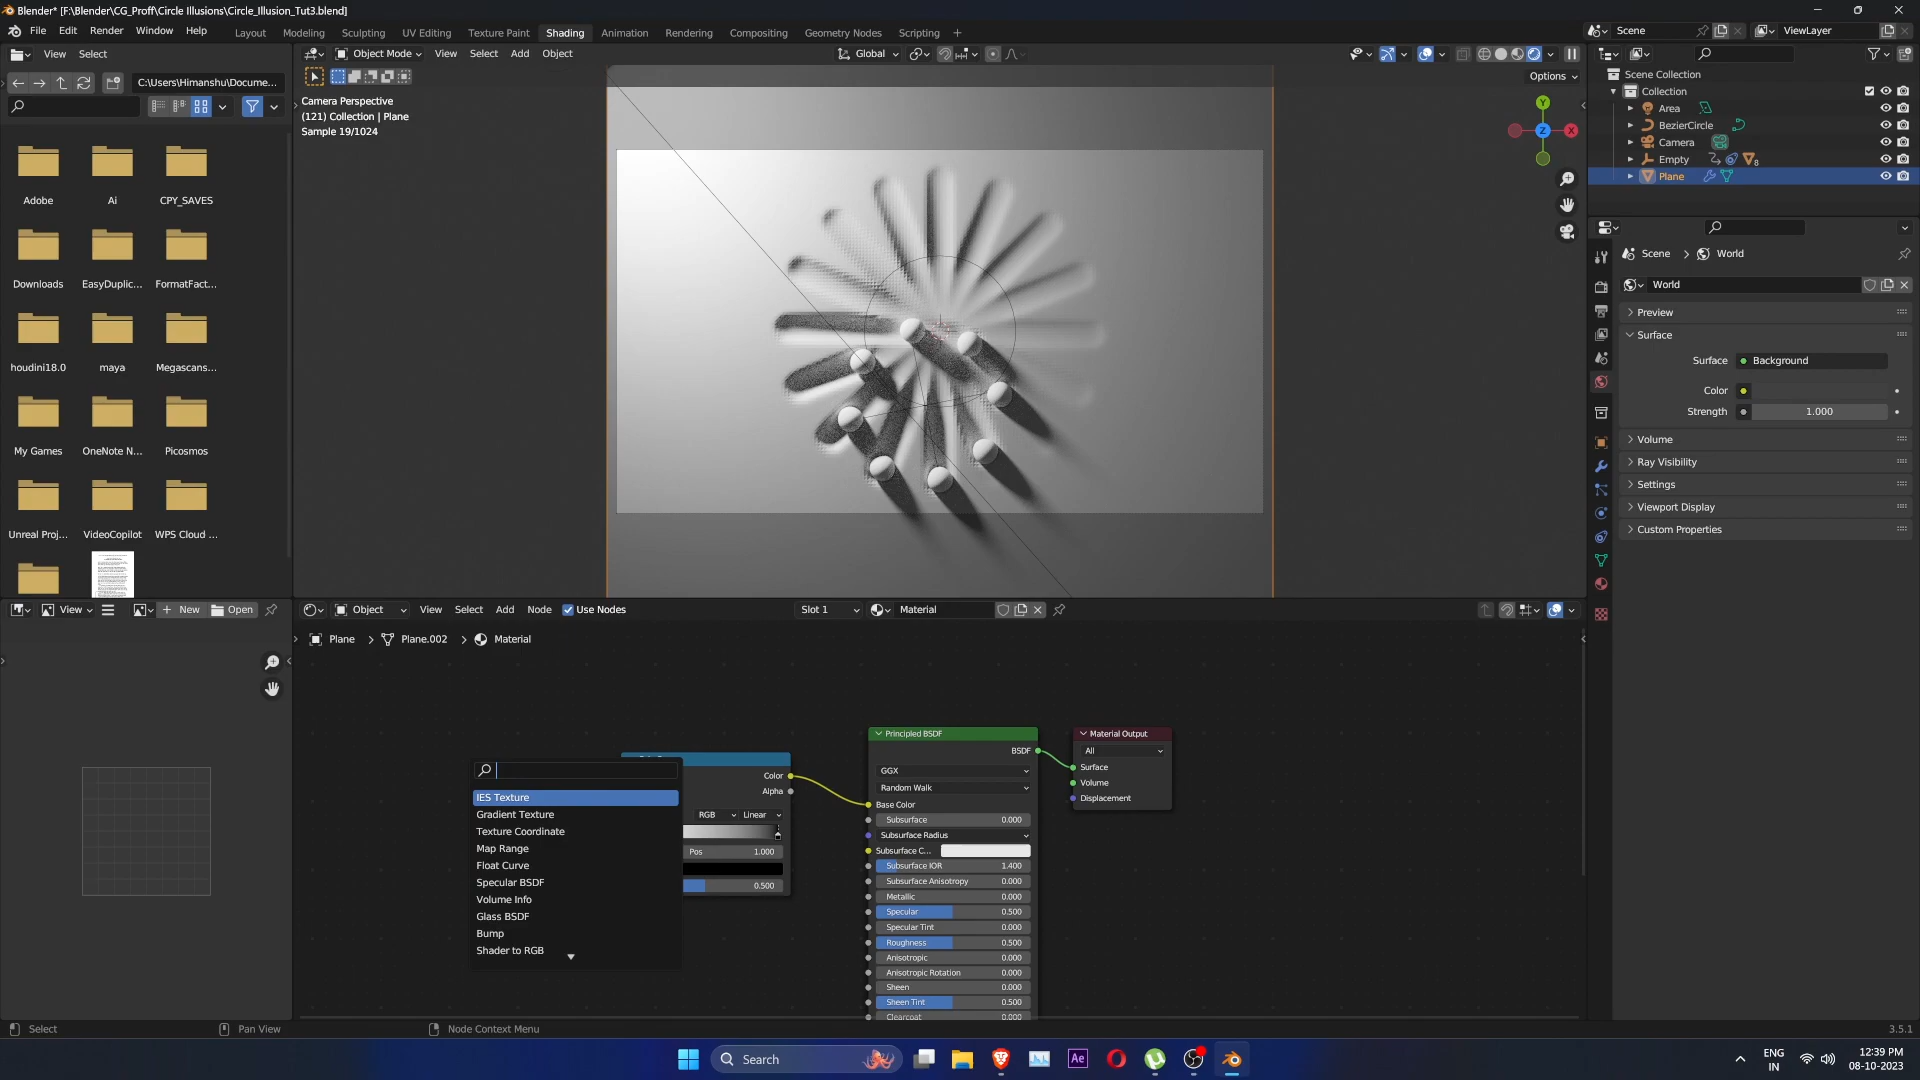 Blender* [F:\Blender\CG_Proff\Circle Illusions\Circle_Illusion_Tut3.blend]
File Edit Render Window Help
Layout Modeling Sculpting UV Editing Texture Paint Shading Animation Rendering Compositing Geometry Nodes Scripting +
Scene ViewLayer
View Select
Object Mode View Select Add Object
Global
Options
C:\Users\Himanshu\Docume...
Camera Perspective
(121) Collection | Plane
Sample 19/1024
Y
Z
X
Scene Collection
Collection
Area
BezierCircle
Camera
Empty
8
Plane
Adobe Ai CPY_SAVES
Downloads EasyDuplic... FormatFact...
houdini18.0 maya Megascans...
My Games OneNote N... Picosmos
Unreal Proj... VideoCopilot WPS Cloud ...
Scene > World
World
Preview
Surface
Surface Background
Color
Strength 1.000
Volume
Ray Visibility
Settings
Viewport Display
Custom Properties
View + New Open
Object View Select Add Node Use Nodes Slot 1 Material
Plane > Plane.002 > Material
IES Texture
Gradient Texture
Texture Coordinate
Map Range
Float Curve
Specular BSDF
Volume Info
Glass BSDF
Bump
Shader to RGB
Color
Alpha
RGB Linear
Pos 1.000
0.500
Principled BSDF
BSDF
GGX
Random Walk
Base Color
Subsurface 0.000
Subsurface Radius
Subsurface C...
Subsurface IOR 1.400
Subsurface Anisotropy 0.000
Metallic 0.000
Specular 0.500
Specular Tint 0.000
Roughness 0.500
Anisotropic 0.000
Anisotropic Rotation 0.000
Sheen 0.000
Sheen Tint 0.500
Clearcoat 0.000
Material Output
All
Surface
Volume
Displacement
Select Pan View Node Context Menu 3.5.1
Search
Ae
ENG
IN
12:39 PM
08-10-2023